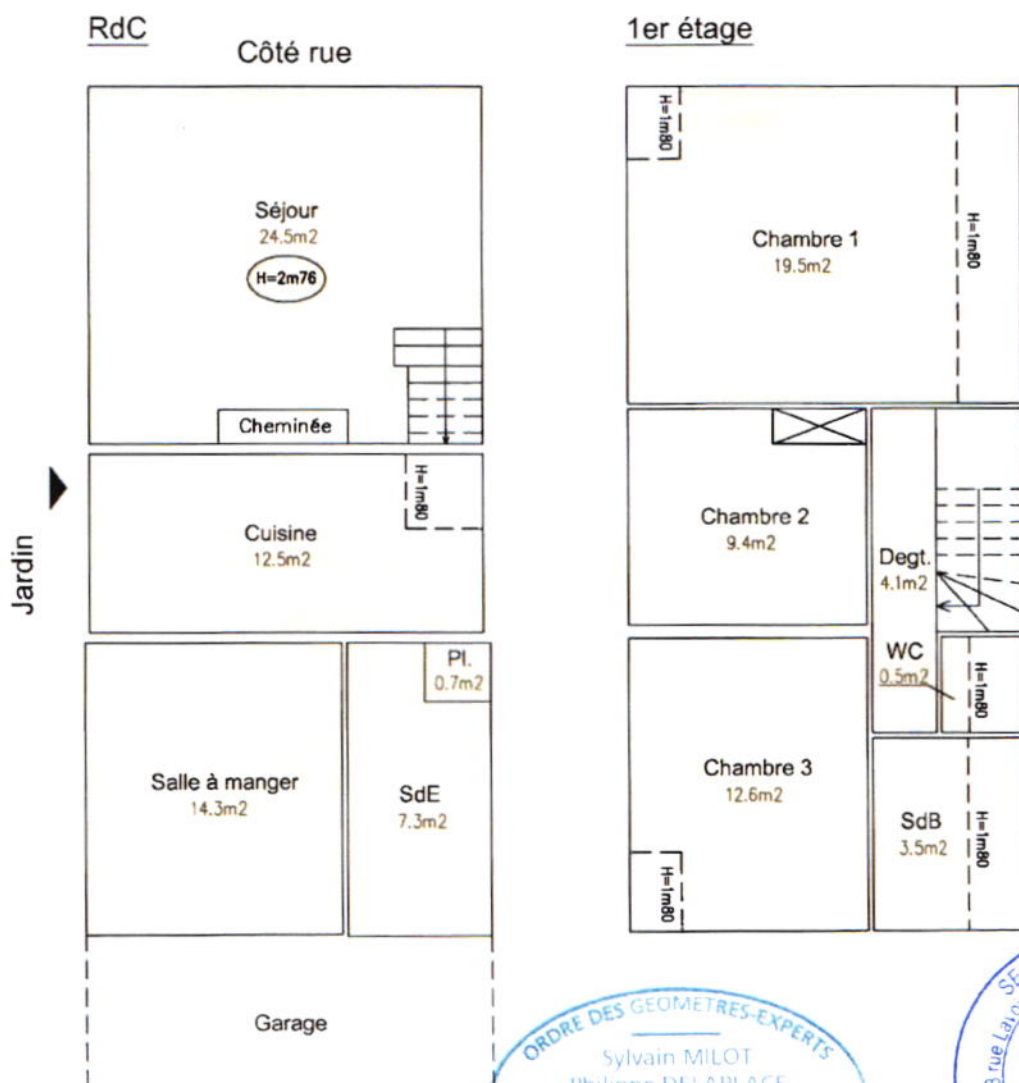 RdC
Côté rue
Séjour
24.5m2
H=2m76
Cheminée
H=1m80
Cuisine
12.5m2
Jardin
Pl.
0.7m2
Salle à manger
14.3m2
SdE
7.3m2
Garage
1er étage
H=1m80
Chambre 1
19.5m2
H=1m80
Chambre 2
9.4m2
Degt.
4.1m2
WC
0.5m2
H=1m80
Chambre 3
12.6m2
H=1m80
SdB
3.5m2
H=1m80
ORDRE DES GEOMETRES-EXPERTS
Sylvain MILOT
Philippe DELAPLACE
rue